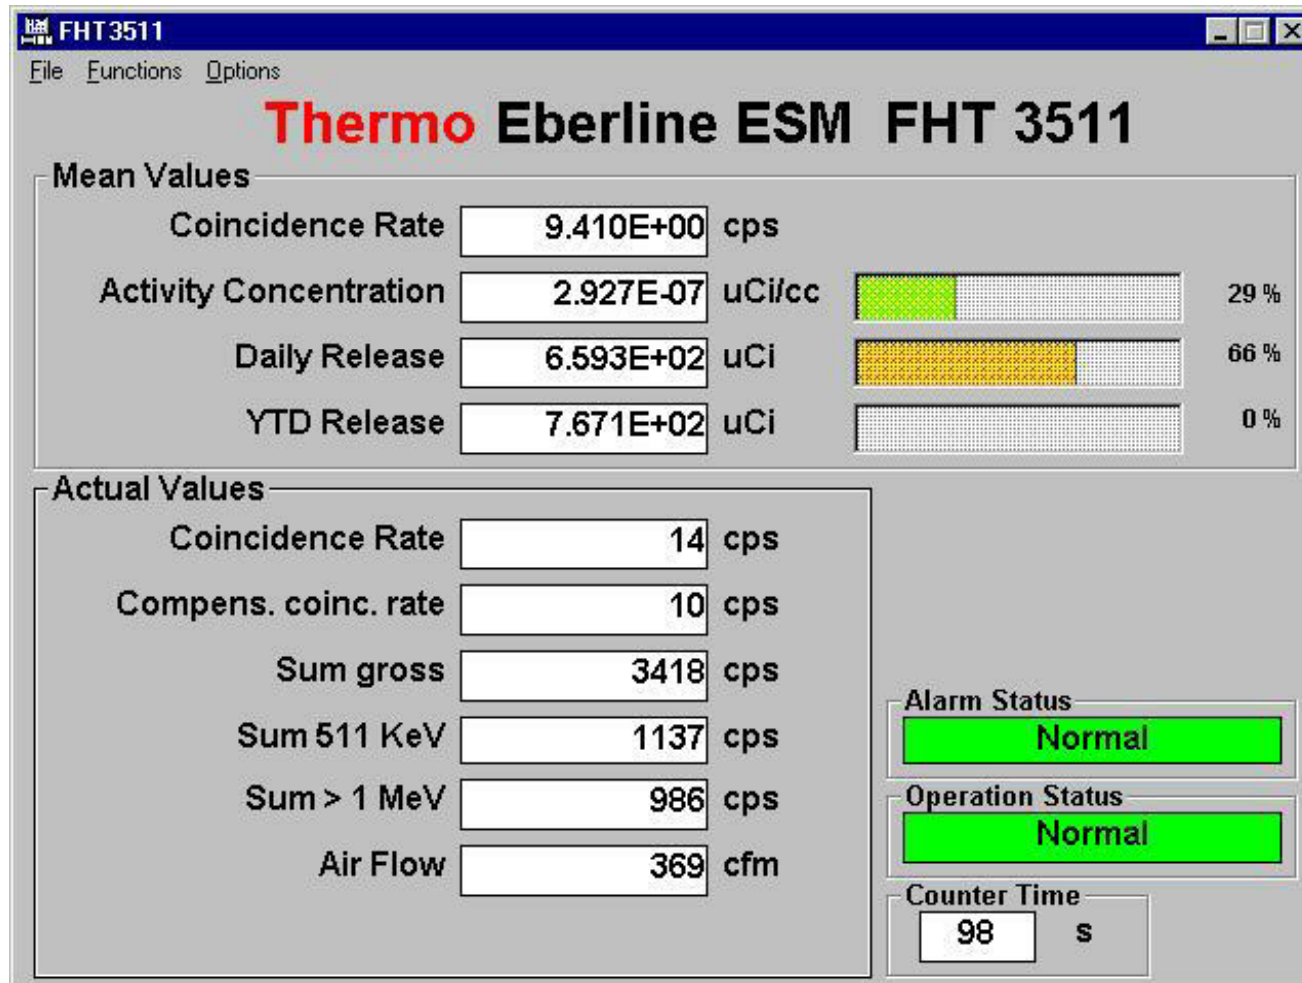 FHT3511
File Functions Options
Thermo Eberline ESM FHT 3511
Mean Values
Coincidence Rate 9.410E+00 cps
Activity Concentration 2.927E-07 uCi/cc 29 %
Daily Release 6.593E+02 uCi 66 %
YTD Release 7.671E+02 uCi 0 %
Actual Values
Coincidence Rate 14 cps
Compens. coinc. rate 10 cps
Sum gross 3418 cps
Sum 511 KeV 1137 cps
Sum > 1 MeV 986 cps
Air Flow 369 cfm
Alarm Status
Normal
Operation Status
Normal
Counter Time
98 s